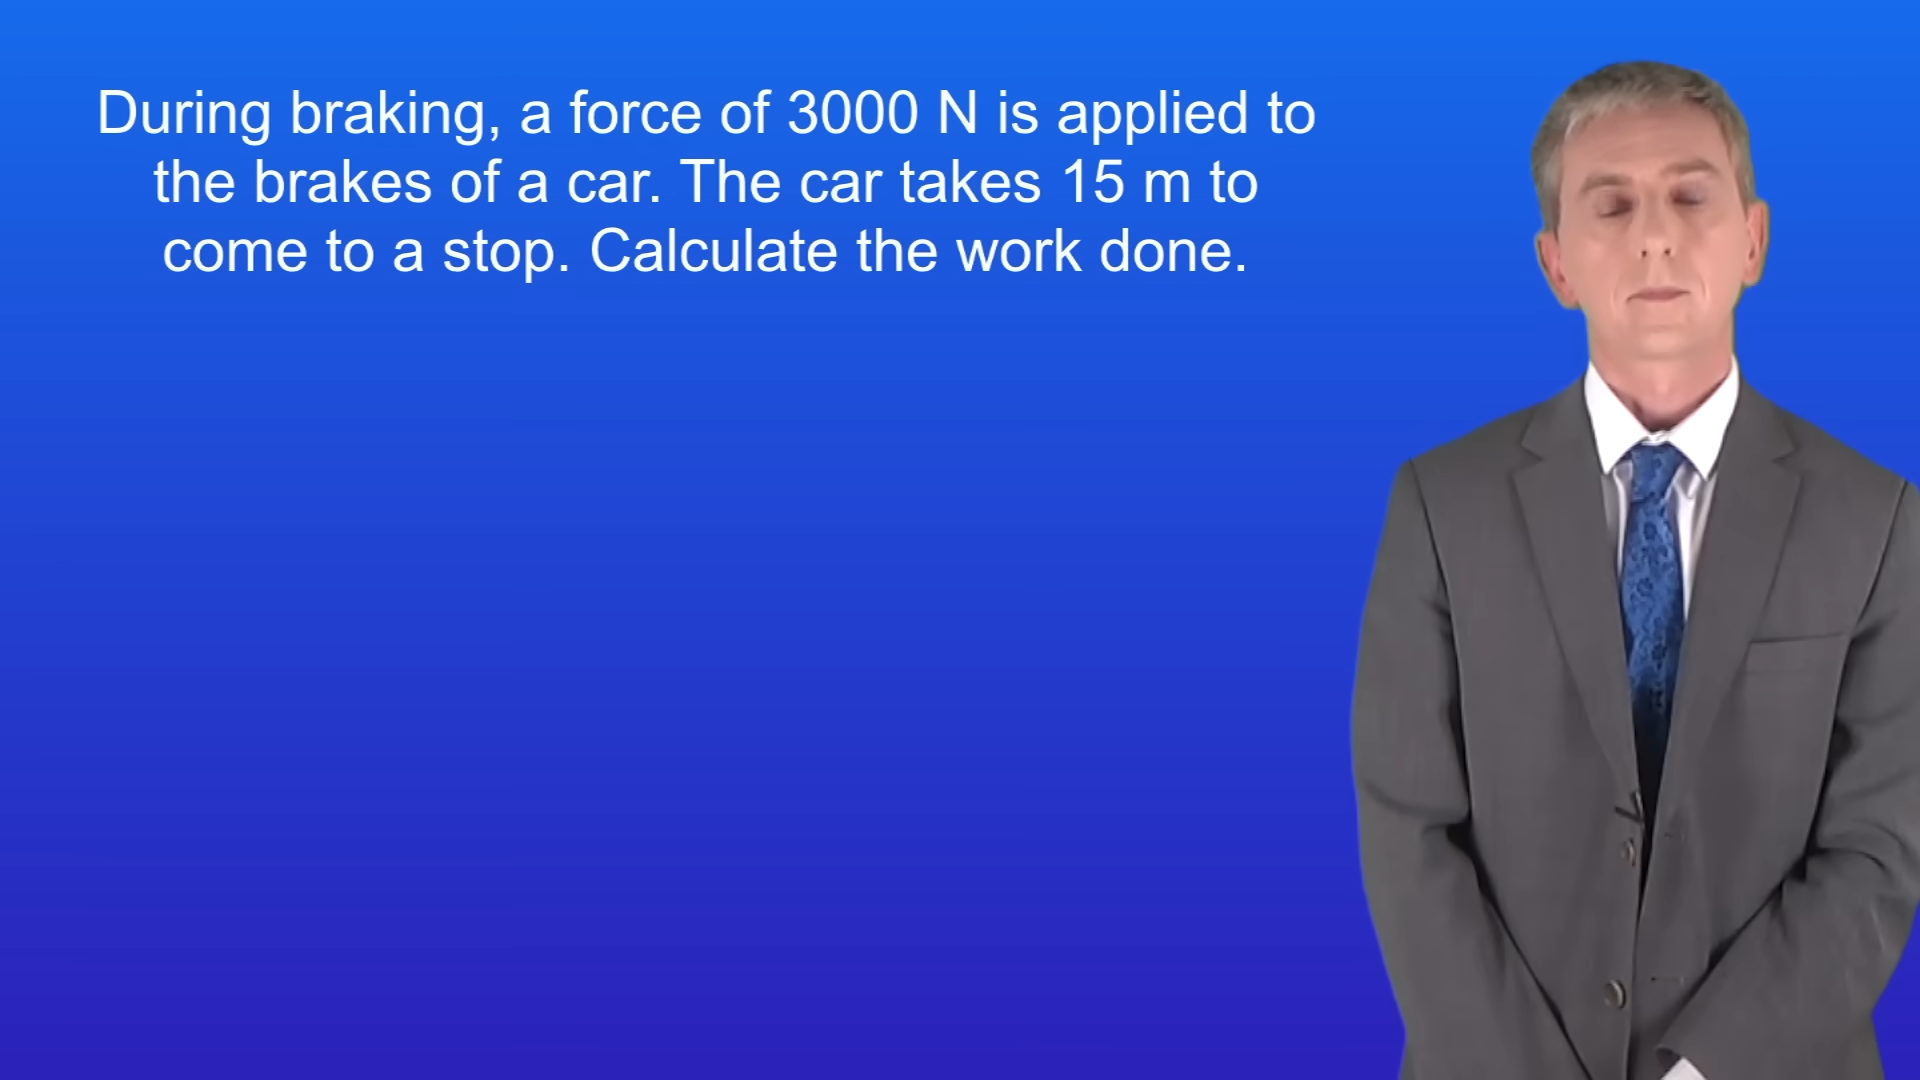 During braking, a force of 3000 N is applied to
the brakes of a car. The car takes 15 m to
come to a stop. Calculate the work done.